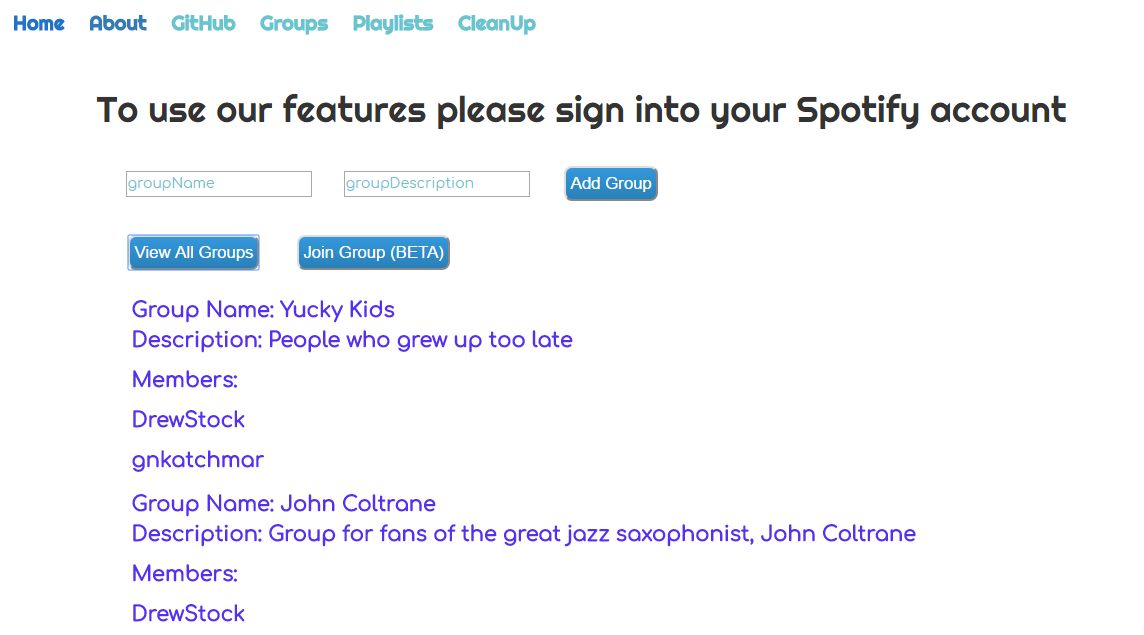 Home About GitHub Groups Playlists CleanUp
To use our features please sign into your Spotify account
groupName groupDescription Add Group
View All Groups Join Group (BETA)
Group Name: Yucky Kids
Description: People who grew up too late
Members:
DrewStock
gnkatchmar
Group Name: John Coltrane
Description: Group for fans of the great jazz saxophonist, John Coltrane
Members:
DrewStock